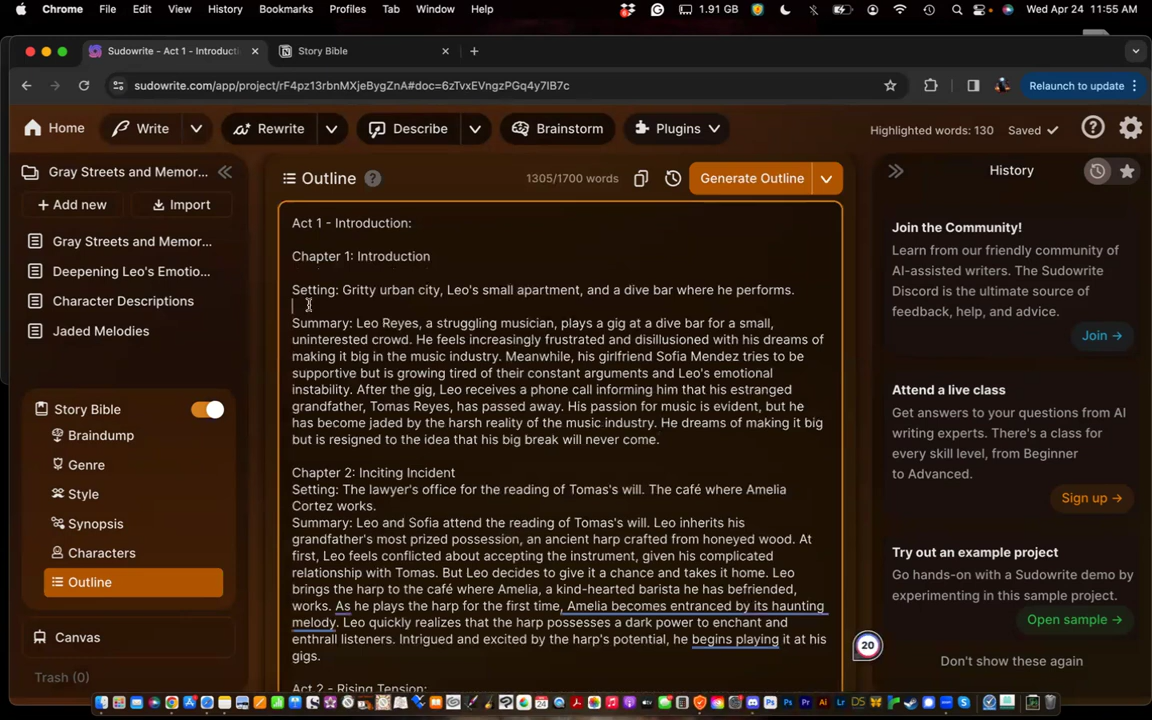 Chrome File Edit View History Bookmarks Profiles Tab Window Help 1.91 GB Wed Apr 24 11:55 AM
Sudowrite - Act 1 - Introducti Story Bible
sudowrite.com/app/project/rF4pz13rbnMXjeBygZnA#doc=6zTvxEVngzPGq4y7lB7c Relaunch to update
Home Write Rewrite Describe Brainstorm Plugins Highlighted words: 130 Saved
Gray Streets and Memor...
+ Add new Import
Gray Streets and Memor...
Deepening Leo's Emotio...
Character Descriptions
Jaded Melodies
Story Bible
Braindump
Genre
Style
Synopsis
Characters
Outline
Canvas
Trash (0)
Outline 1305/1700 words Generate Outline
Act 1 - Introduction:
Chapter 1: Introduction
Setting: Gritty urban city, Leo's small apartment, and a dive bar where he performs.
Summary: Leo Reyes, a struggling musician, plays a gig at a dive bar for a small,
uninterested crowd. He feels increasingly frustrated and disillusioned with his dreams of
making it big in the music industry. Meanwhile, his girlfriend Sofia Mendez tries to be
supportive but is growing tired of their constant arguments and Leo's emotional
instability. After the gig, Leo receives a phone call informing him that his estranged
grandfather, Tomas Reyes, has passed away. His passion for music is evident, but he
has become jaded by the harsh reality of the music industry. He dreams of making it big
but is resigned to the idea that his big break will never come.
Chapter 2: Inciting Incident
Setting: The lawyer's office for the reading of Tomas's will. The café where Amelia
Cortez works.
Summary: Leo and Sofia attend the reading of Tomas's will. Leo inherits his
grandfather's most prized possession, an ancient harp crafted from honeyed wood. At
first, Leo feels conflicted about accepting the instrument, given his complicated
relationship with Tomas. But Leo decides to give it a chance and takes it home. Leo
brings the harp to the café where Amelia, a kind-hearted barista he has befriended,
works. As he plays the harp for the first time, Amelia becomes entranced by its haunting
melody. Leo quickly realizes that the harp possesses a dark power to enchant and
enthrall listeners. Intrigued and excited by the harp's potential, he begins playing it at his
gigs.
Act 2 - Rising Tension:
20
History
Join the Community!
Learn from our friendly community of
AI-assisted writers. The Sudowrite
Discord is the ultimate source of
information and help.
Join →
Attend a live class
Get answers to your questions from AI
writing experts. There's a class for
every skill level, from Beginner
to Advanced.
Sign up →
Try out an example project
Go hands-on with a Sudowrite demo by
experimenting in this sample project.
Open sample →
Don't show these again